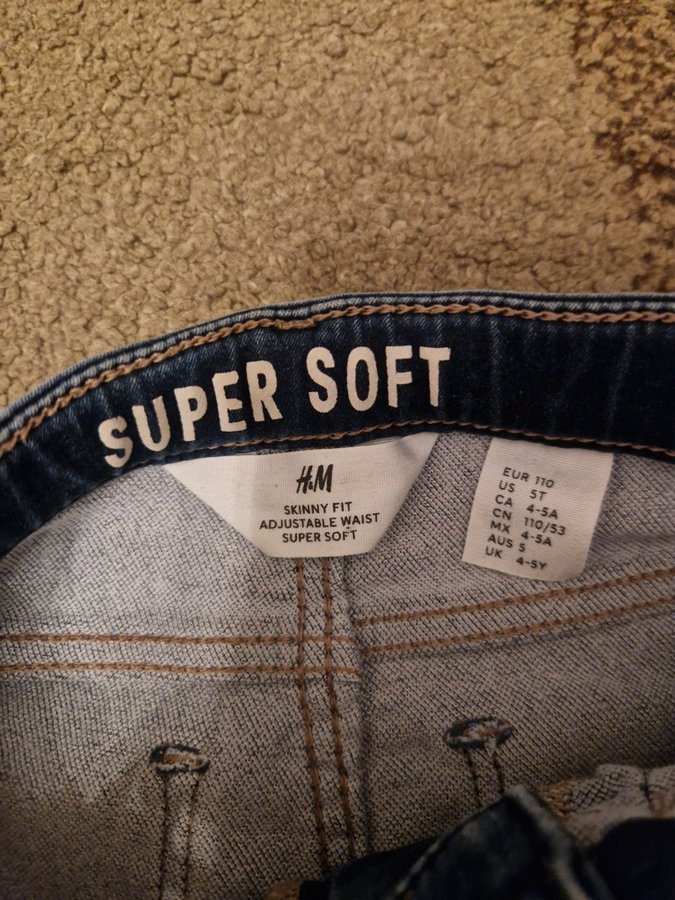 SUPER SOFT
H&M
SKINNY FIT
ADJUSTABLE WAIST
SUPER SOFT
EUR 110
US 5T
CA 4-5A
CN 110/53
MX 4-5A
AUS 5
UK 4-5Y